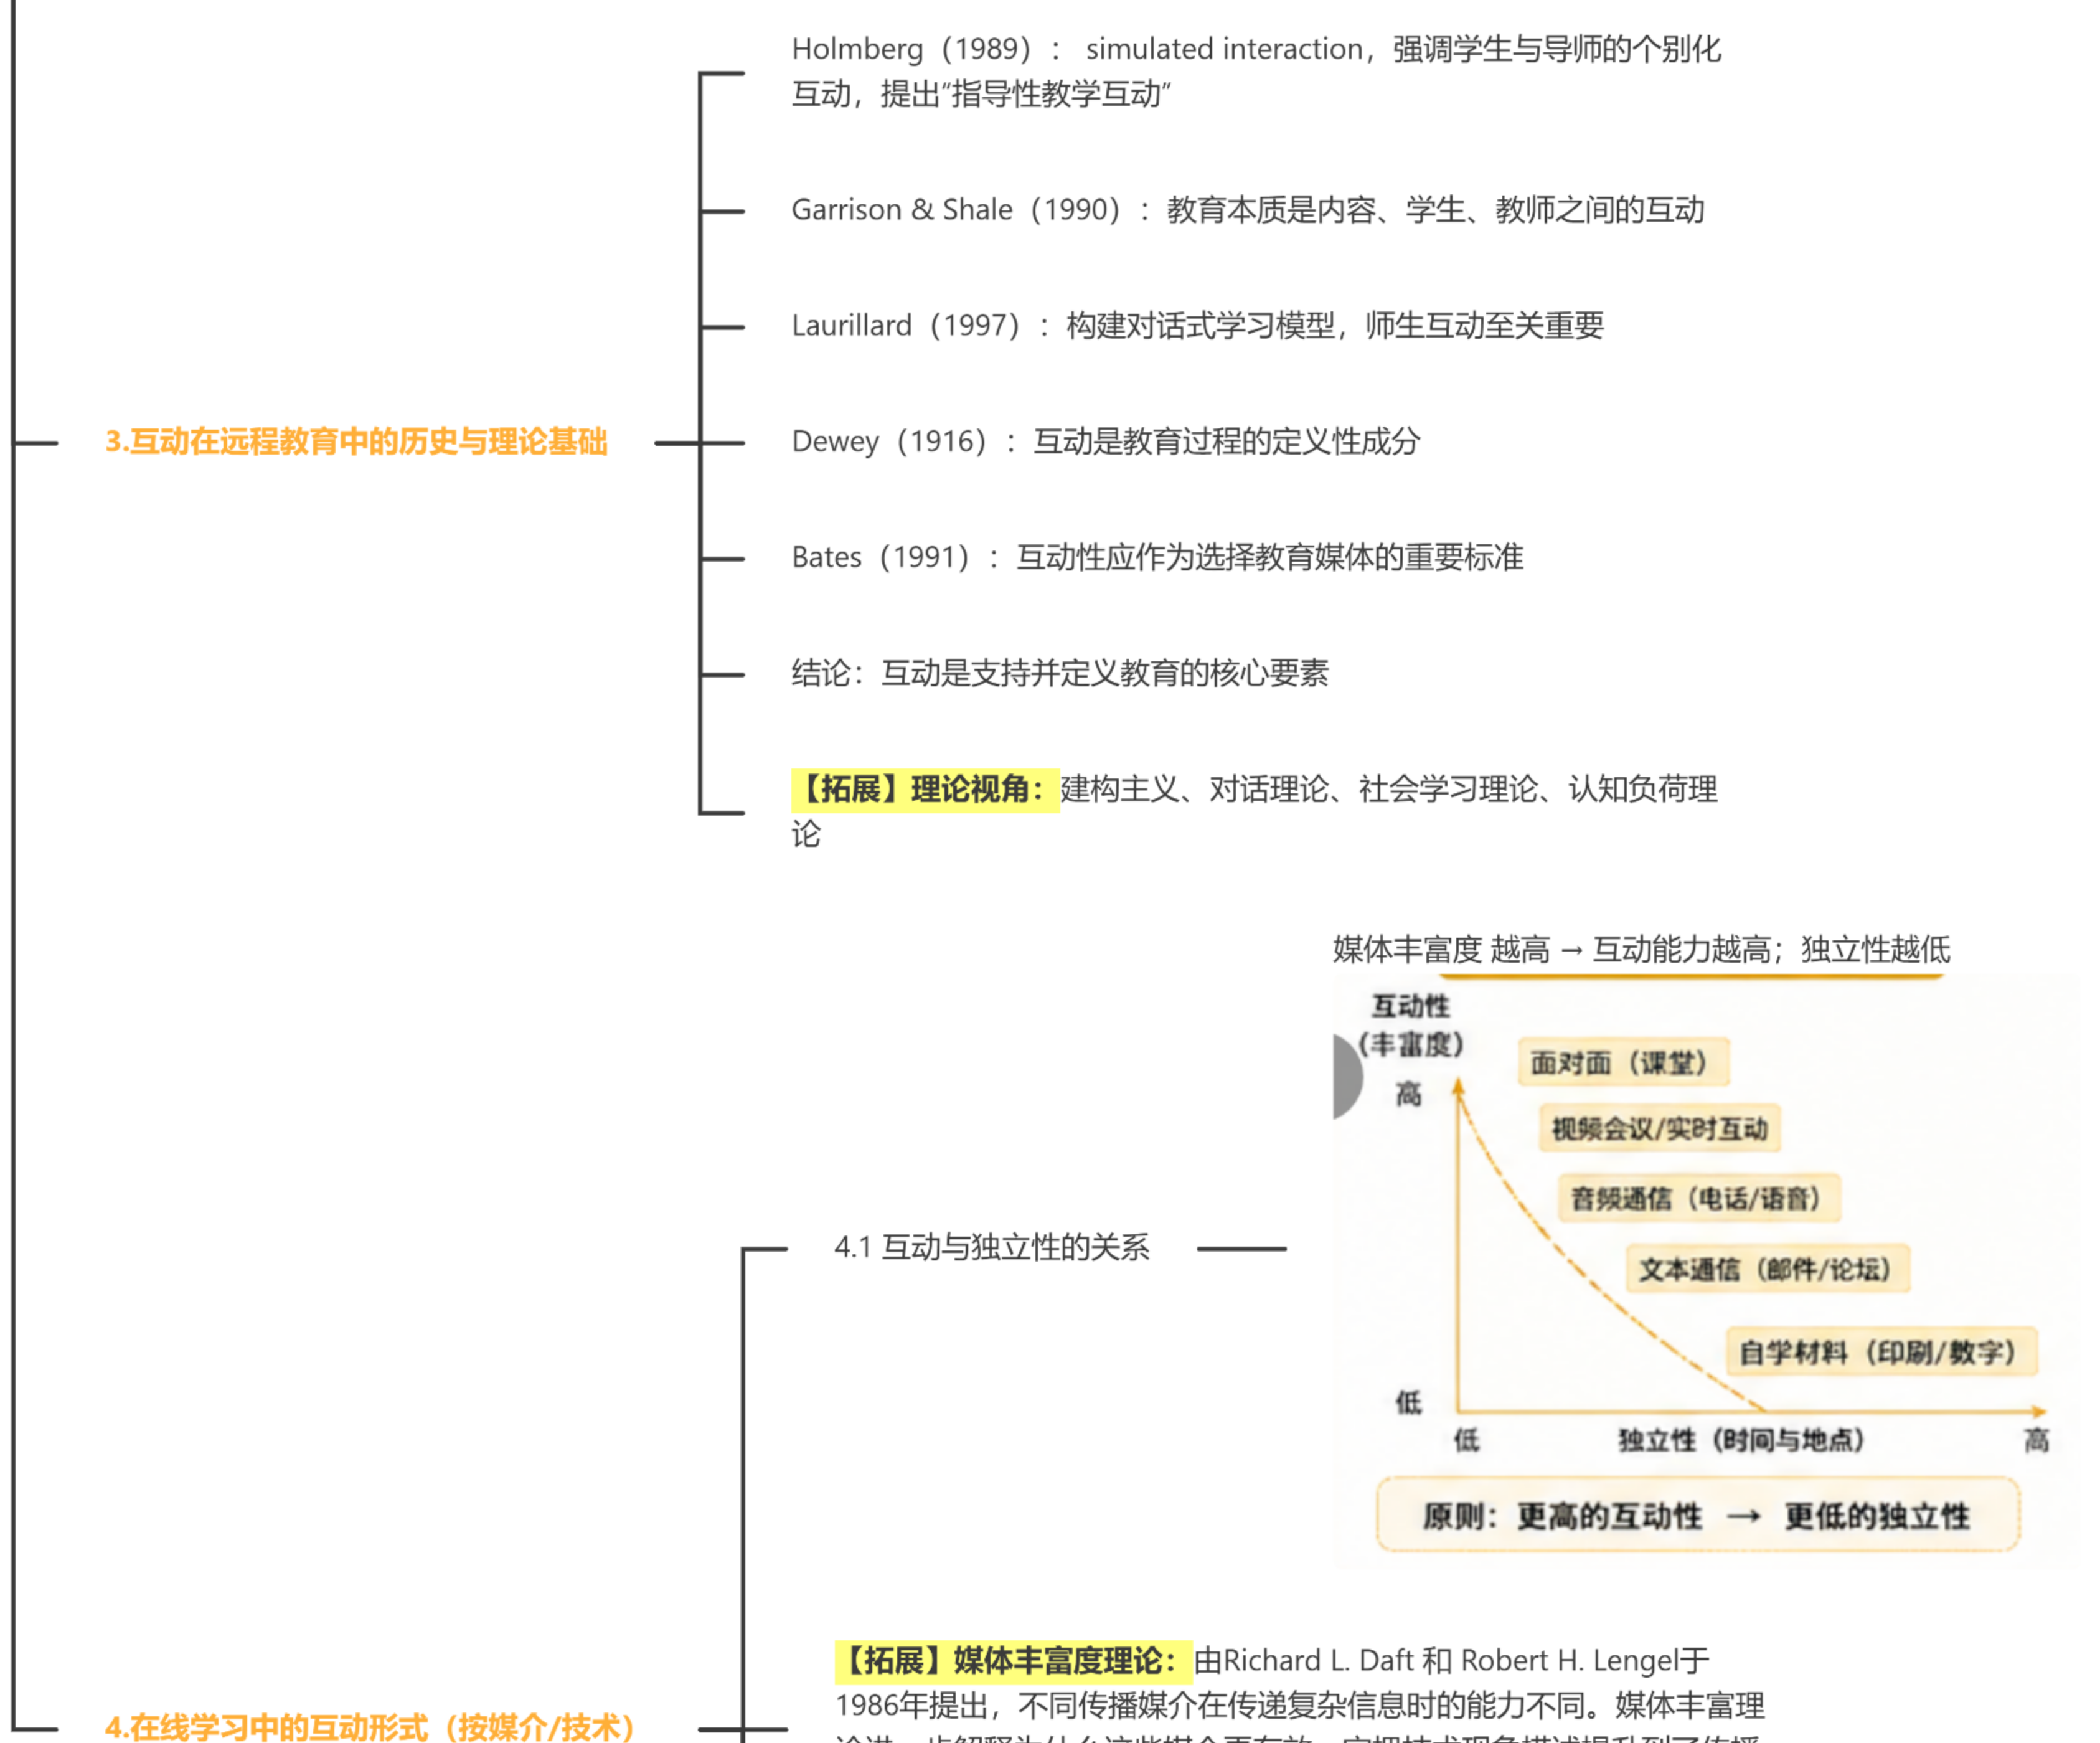 Holmberg（1989）： simulated interaction，强调学生与导师的个别化
互动，提出“指导性教学互动”
Garrison & Shale（1990）：教育本质是内容、学生、教师之间的互动
Laurillard（1997）：构建对话式学习模型，师生互动至关重要
3.互动在远程教育中的历史与理论基础
Dewey（1916）：互动是教育过程的定义性成分
Bates（1991）：互动性应作为选择教育媒体的重要标准
结论：互动是支持并定义教育的核心要素
【拓展】理论视角：建构主义、对话理论、社会学习理论、认知负荷理
论
媒体丰富度 越高 → 互动能力越高；独立性越低
互动性
（丰富度）
高
面对面（课堂）
视频会议/实时互动
音频通信（电话/语音）
文本通信（邮件/论坛）
自学材料（印刷/数字）
低
低
独立性（时间与地点）
高
原则：更高的互动性 → 更低的独立性
4.1 互动与独立性的关系
【拓展】媒体丰富度理论：由Richard L. Daft 和 Robert H. Lengel于
1986年提出，不同传播媒介在传递复杂信息时的能力不同。媒体丰富理
4.在线学习中的互动形式（按媒介/技术）